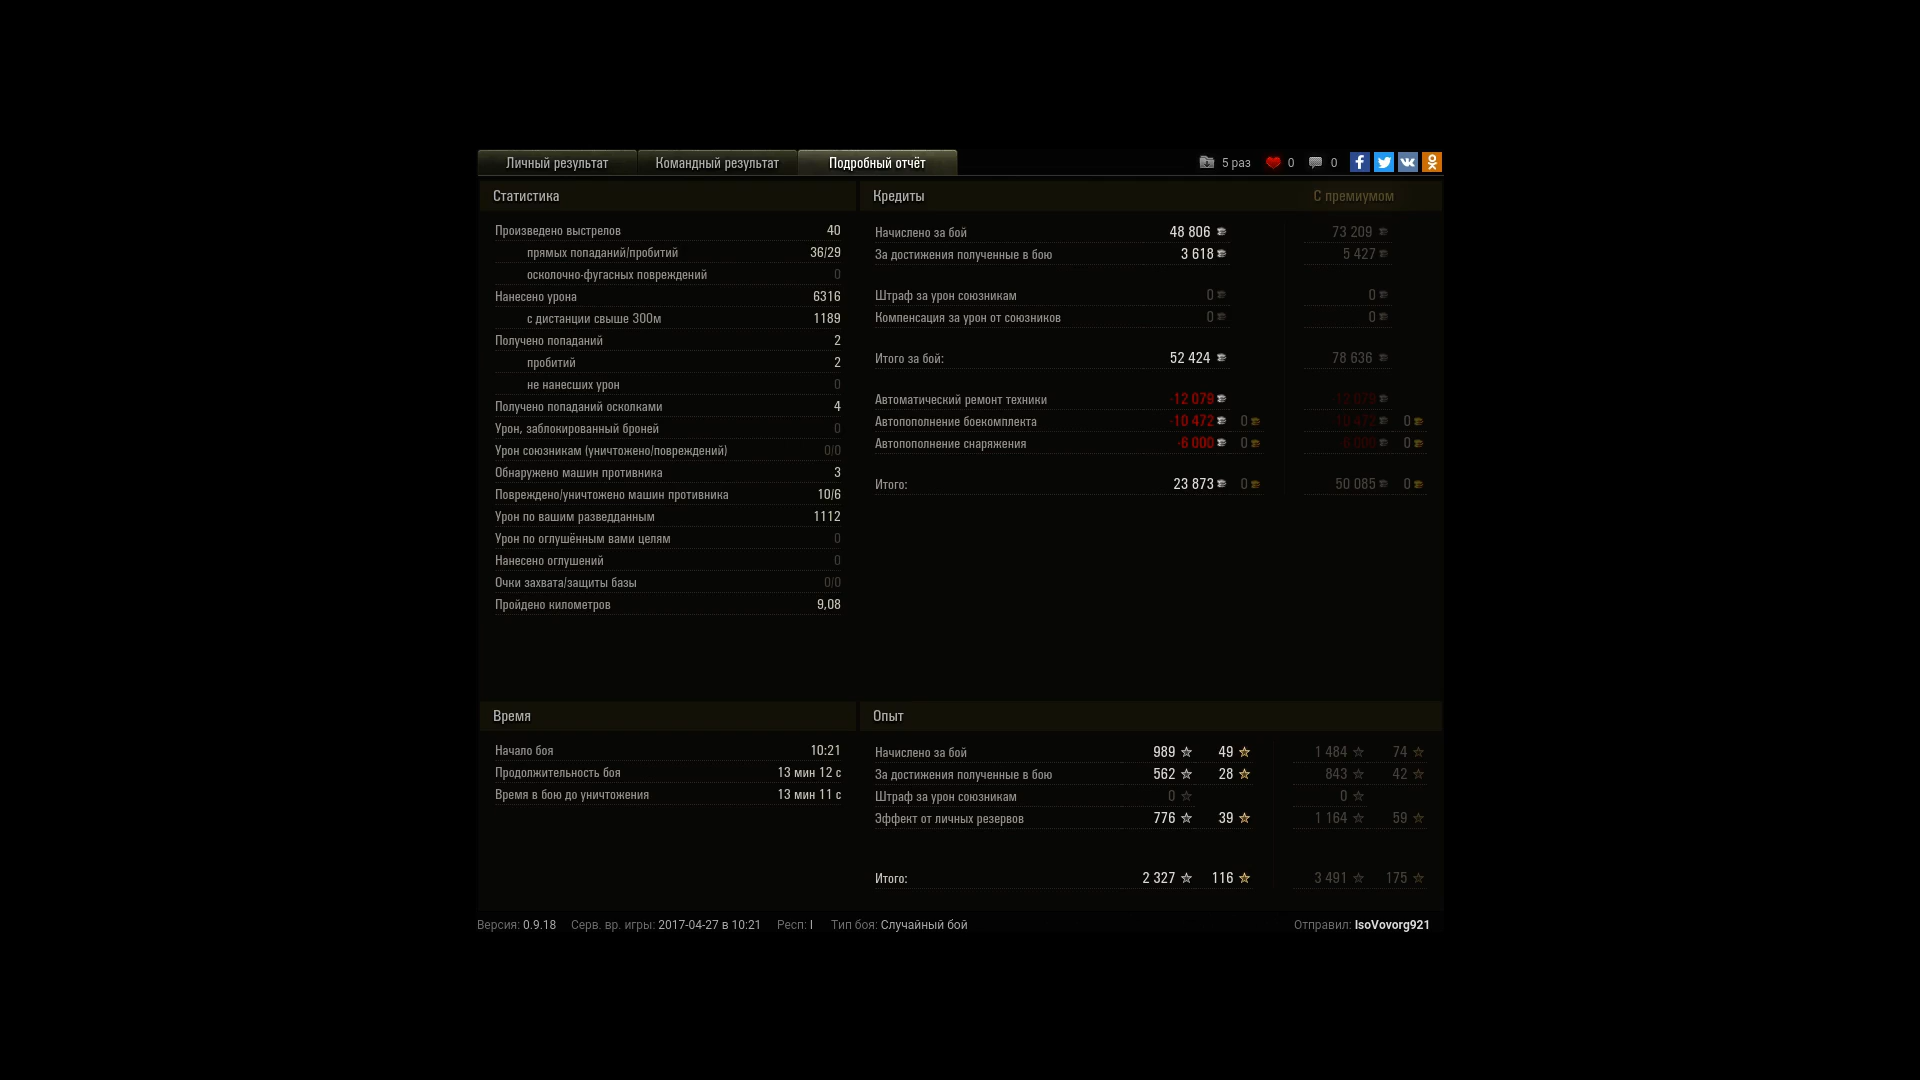 Личный результат Командный результат Подробный отчёт 5 раз 0 0
Статистика
Произведено выстрелов 40
прямых попаданий/пробитий 36/29
осколочно-фугасных повреждений 0
Нанесено урона 6316
с дистанции свыше 300м 1189
Получено попаданий 2
пробитий 2
не нанесших урон 0
Получено попаданий осколками 4
Урон, заблокированный броней 0
Урон союзникам (уничтожено/повреждений) 0/0
Обнаружено машин противника 3
Повреждено/уничтожено машин противника 10/6
Урон по вашим разведданным 1112
Урон по оглушённым вами целям 0
Нанесено оглушений 0
Очки захвата/защиты базы 0/0
Пройдено километров 9,08
Кредиты С премиумом
Начислено за бой 48 806 73 209
За достижения полученные в бою 3 618 5 427
Штраф за урон союзникам 0 0
Компенсация за урон от союзников 0 0
Итого за бой: 52 424 78 636
Автоматический ремонт техники -12 079 12 079
Автопополнение боекомплекта -10 472 0 10 472 0
Автопополнение снаряжения -6 000 0 6 000 0
Итого: 23 873 0 50 085 0
Время
Начало боя 10:21
Продолжительность боя 13 мин 12 с
Время в бою до уничтожения 13 мин 11 с
Опыт
Начислено за бой 989 49 1 484 74
За достижения полученные в бою 562 28 843 42
Штраф за урон союзникам 0 0
Эффект от личных резервов 776 39 1 164 59
Итого: 2 327 116 3 491 175
Версия: 0.9.18 Серв. вр. игры: 2017-04-27 в 10:21 Респ: I Тип боя: Случайный бой Отправил: IsoVovorg921